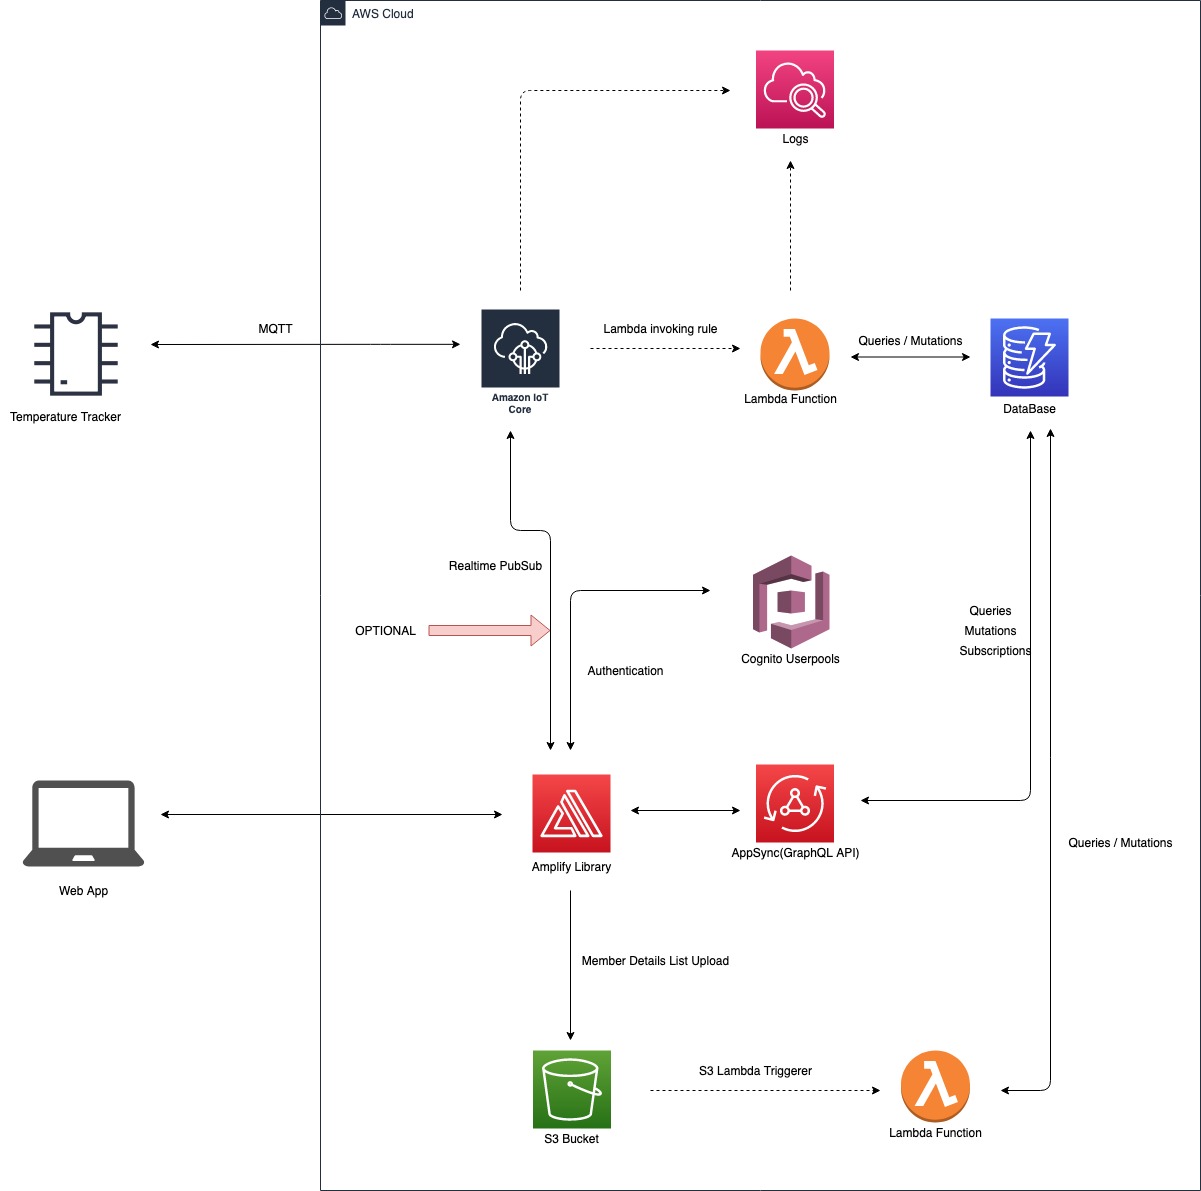 AWS Cloud
Logs
MQTT
Lambda invoking rule
Queries / Mutations
Temperature Tracker
Amazon IoT
Core
Lambda Function
DataBase
Realtime PubSub
OPTIONAL
Authentication
Cognito Userpools
Queries
Mutations
Subscriptions
Web App
Amplify Library
AppSync(GraphQL API)
Queries / Mutations
Member Details List Upload
S3 Lambda Triggerer
S3 Bucket
Lambda Function